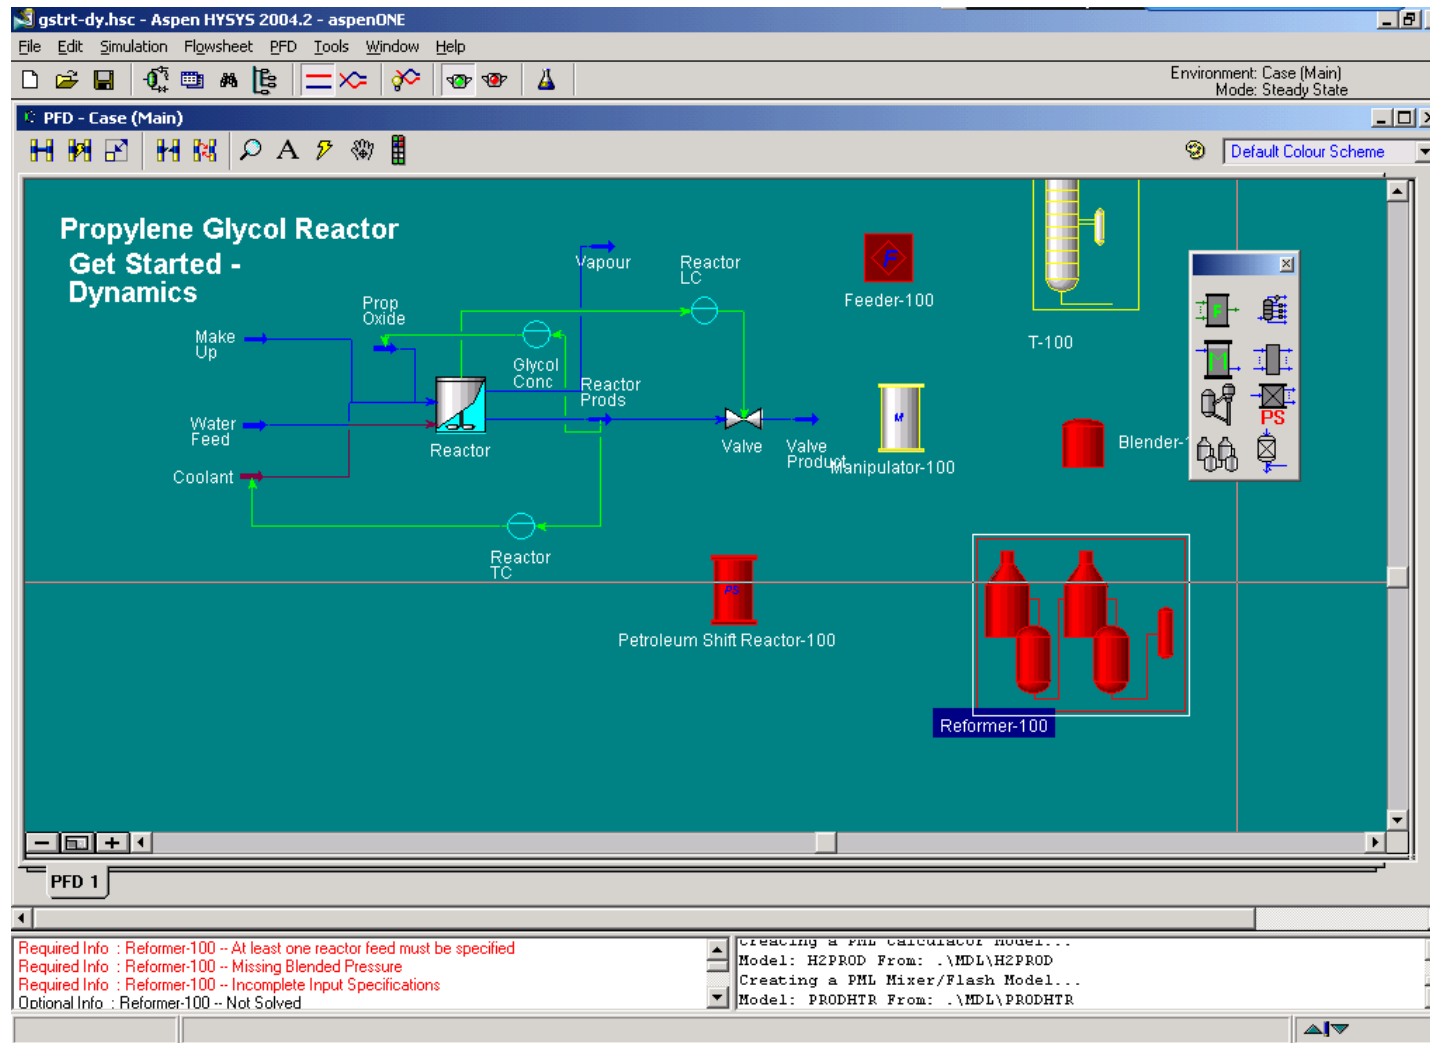 gstrt-dy.hsc - Aspen HYSYS 2004.2 - aspenONE
File Edit Simulation Flowsheet PFD Tools Window Help
Environment: Case (Main)
Mode: Steady State
PFD - Case (Main)
A
Default Colour Scheme
Propylene Glycol Reactor
Get Started -
Dynamics
Vapour
Reactor
LC
F
Feeder-100
T-100
Prop
Oxide
Make
Up
Glycol
Conc
Reactor
Prods
Water
Feed
Reactor
Valve
Valve
Product
M
Manipulator-100
Blender-1
Coolant
Reactor
TC
PS
Petroleum Shift Reactor-100
Reformer-100
PS
PFD 1
Required Info : Reformer-100 -- At least one reactor feed must be specified
Required Info : Reformer-100 -- Missing Blended Pressure
Required Info : Reformer-100 -- Incomplete Input Specifications
Optional Info : Reformer-100 -- Not Solved
Creating a PML Calculator Model...
Model: H2PROD From: .\MDL\H2PROD
Creating a PML Mixer/Flash Model...
Model: PRODHTR From: .\MDL\PRODHTR